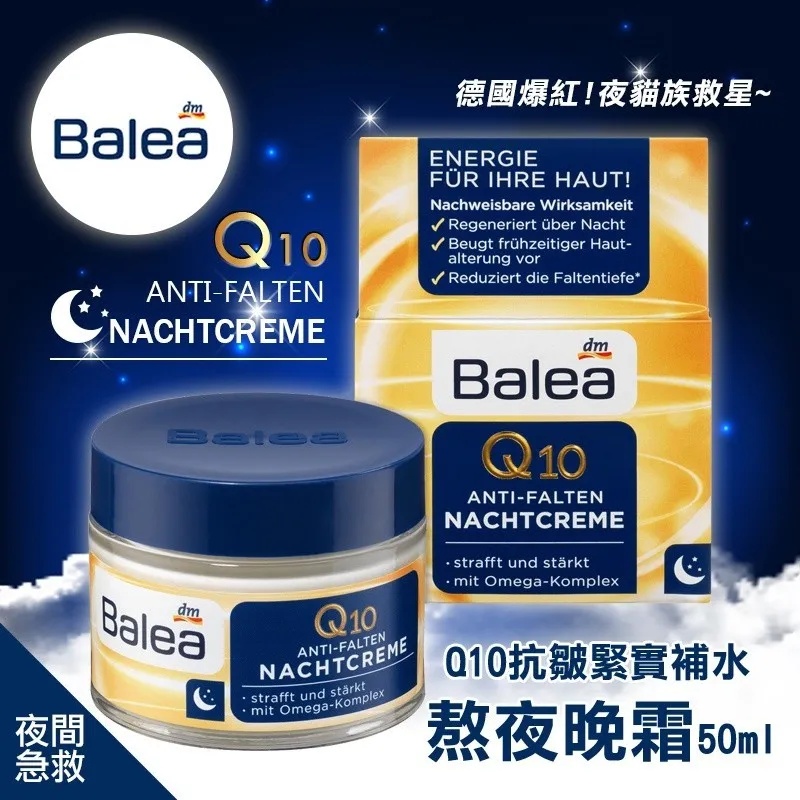 dm
Balea
德國爆紅!夜貓族救星~
Q10
ANTI-FALTEN
NACHTCREME
ENERGIE
FÜR IHRE HAUT!
Nachweisbare Wirksamkeit
✓ Regeneriert über Nacht
✓ Beugt frühzeitiger Haut-
alterung vor
✓ Reduziert die Faltentiefe*
dm
Balea
Q10
ANTI-FALTEN
NACHTCREME
· strafft und stärkt
· mit Omega-Komplex
Balea
dm
Balea
Q10
ANTI-FALTEN
NACHTCREME
· strafft und stärkt
· mit Omega-Komplex
Q10抗皺緊實補水
熬夜晚霜50ml
夜間
急救